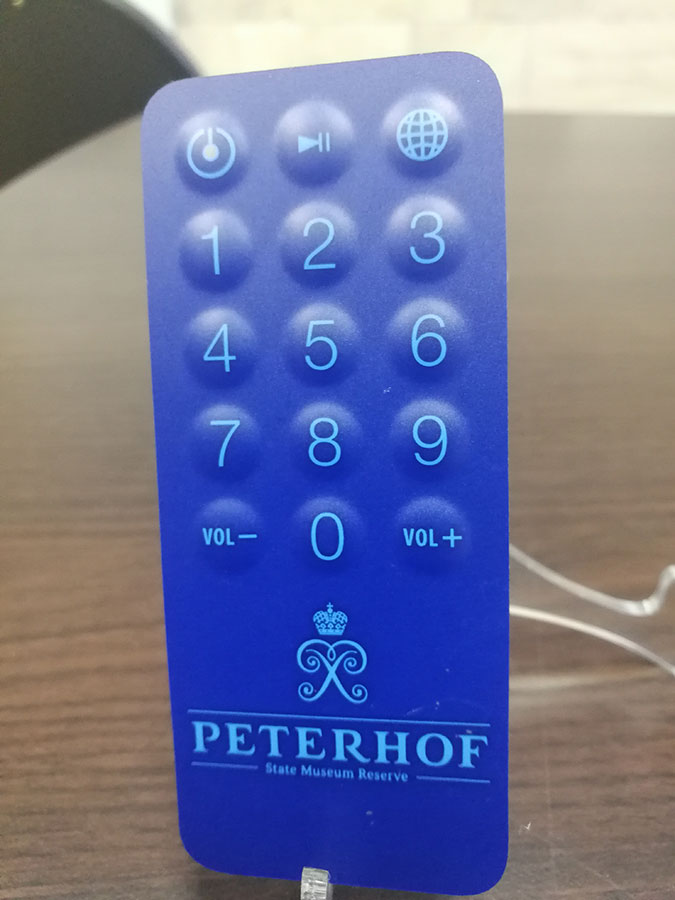 1 2 3
4 5 6
7 8 9
VOL− 0 VOL+
PETERHOF
State Museum Reserve